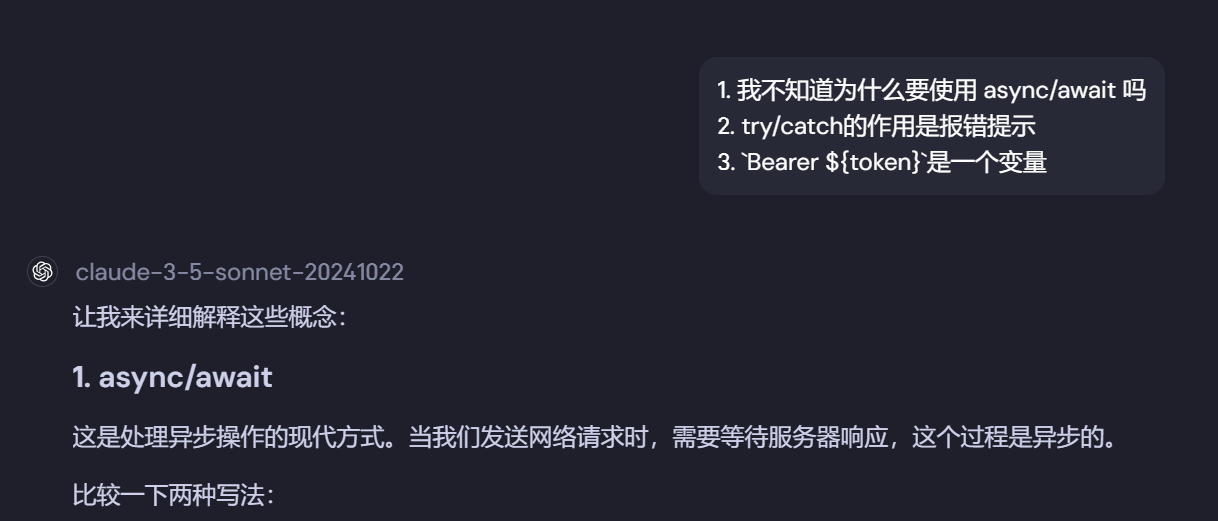 1. 我不知道为什么要使用 async/await 吗
2. try/catch的作用是报错提示
3. `Bearer ${token}`是一个变量
claude-3-5-sonnet-20241022
让我来详细解释这些概念：
1. async/await
这是处理异步操作的现代方式。当我们发送网络请求时，需要等待服务器响应，这个过程是异步的。
比较一下两种写法：